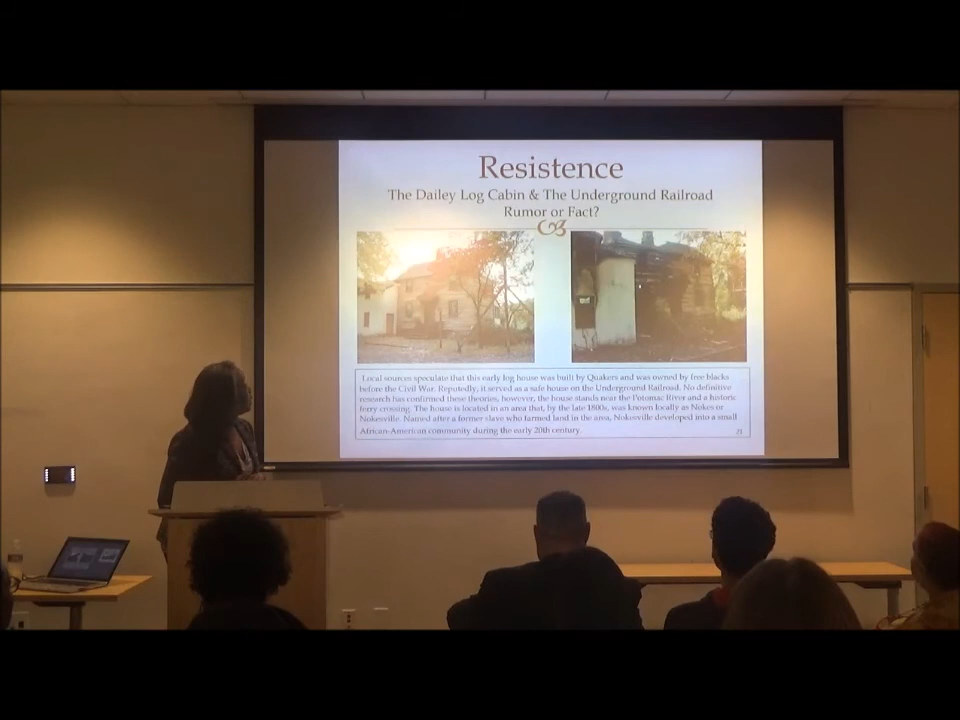 Resistence
The Dailey Log Cabin & The Underground Railroad
Rumor or Fact?
Local sources speculate that this early log house was built by Quakers and was owned by free blacks
before the Civil War. Reputedly, it served as a safe house on the Underground Railroad. No definitive
research has confirmed these theories, however, the house stands near the Potomac River and a historic
ferry crossing. The house is located in an area that, by the late 1800s, was known locally as Nokes or
Nokesville. Named after a former slave who farmed land in the area, Nokesville developed into a small
African-American community during the early 20th century.
21